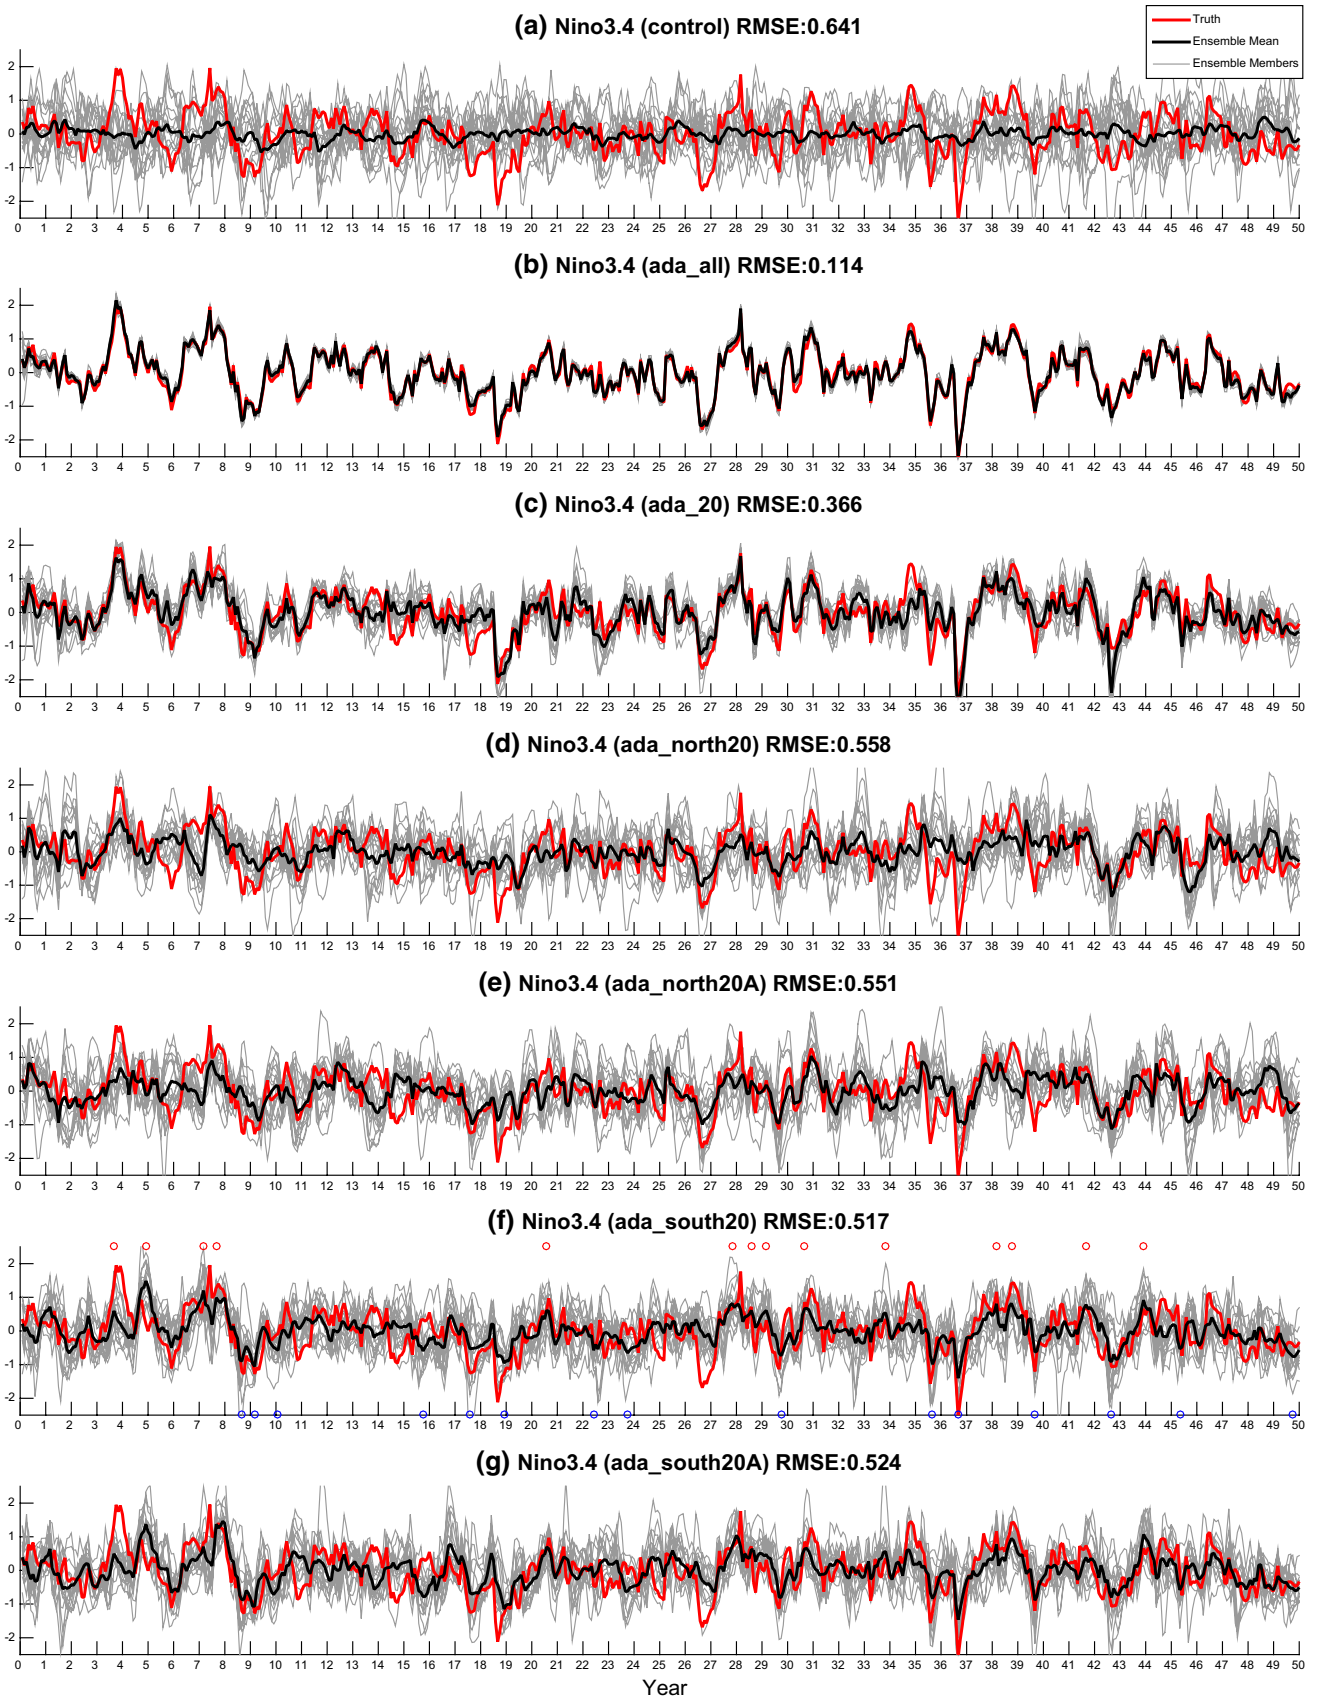 (a) Nino3.4 (control) RMSE:0.641
Truth
Ensemble Mean
Ensemble Members
2
1
0
-1
-2
0 1 2 3 4 5 6 7 8 9 10 11 12 13 14 15 16 17 18 19 20 21 22 23 24 25 26 27 28 29 30 31 32 33 34 35 36 37 38 39 40 41 42 43 44 45 46 47 48 49 50
(b) Nino3.4 (ada_all) RMSE:0.114
2
1
0
-1
-2
0 1 2 3 4 5 6 7 8 9 10 11 12 13 14 15 16 17 18 19 20 21 22 23 24 25 26 27 28 29 30 31 32 33 34 35 36 37 38 39 40 41 42 43 44 45 46 47 48 49 50
(c) Nino3.4 (ada_20) RMSE:0.366
2
1
0
-1
-2
0 1 2 3 4 5 6 7 8 9 10 11 12 13 14 15 16 17 18 19 20 21 22 23 24 25 26 27 28 29 30 31 32 33 34 35 36 37 38 39 40 41 42 43 44 45 46 47 48 49 50
(d) Nino3.4 (ada_north20) RMSE:0.558
2
1
0
-1
-2
0 1 2 3 4 5 6 7 8 9 10 11 12 13 14 15 16 17 18 19 20 21 22 23 24 25 26 27 28 29 30 31 32 33 34 35 36 37 38 39 40 41 42 43 44 45 46 47 48 49 50
(e) Nino3.4 (ada_north20A) RMSE:0.551
2
1
0
-1
-2
0 1 2 3 4 5 6 7 8 9 10 11 12 13 14 15 16 17 18 19 20 21 22 23 24 25 26 27 28 29 30 31 32 33 34 35 36 37 38 39 40 41 42 43 44 45 46 47 48 49 50
(f) Nino3.4 (ada_south20) RMSE:0.517
2
1
0
-1
-2
0 1 2 3 4 5 6 7 8 9 10 11 12 13 14 15 16 17 18 19 20 21 22 23 24 25 26 27 28 29 30 31 32 33 34 35 36 37 38 39 40 41 42 43 44 45 46 47 48 49 50
(g) Nino3.4 (ada_south20A) RMSE:0.524
2
1
0
-1
-2
0 1 2 3 4 5 6 7 8 9 10 11 12 13 14 15 16 17 18 19 20 21 22 23 24 25 26 27 28 29 30 31 32 33 34 35 36 37 38 39 40 41 42 43 44 45 46 47 48 49 50
Year